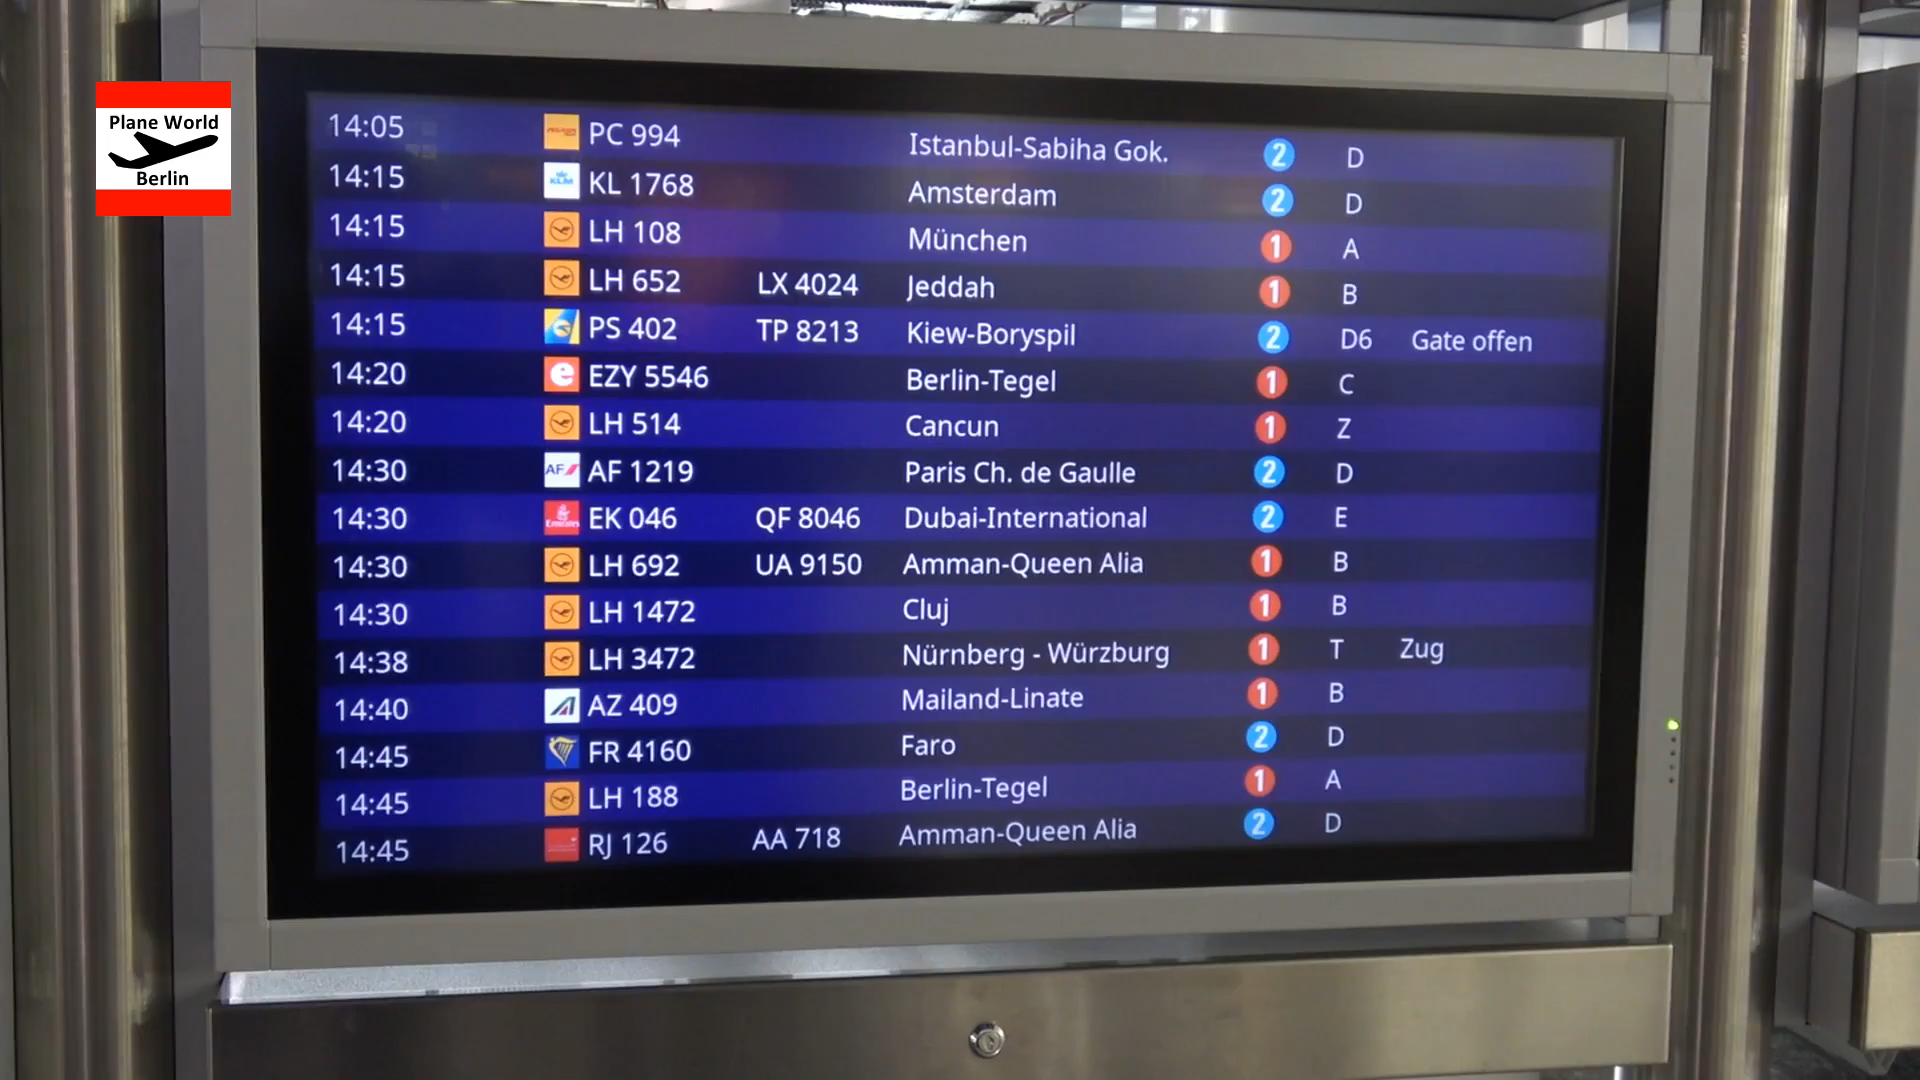 Plane World
Berlin
14:05 PC 994 Istanbul-Sabiha Gok. 2 D
14:15 KLM KL 1768 Amsterdam 2 D
14:15 LH 108 München 1 A
14:15 LH 652 LX 4024 Jeddah 1 B
14:15 PS 402 TP 8213 Kiew-Boryspil 2 D6 Gate offen
14:20 e EZY 5546 Berlin-Tegel 1 C
14:20 LH 514 Cancun 1 Z
14:30 AF AF 1219 Paris Ch. de Gaulle 2 D
14:30 Emirates EK 046 QF 8046 Dubai-International 2 E
14:30 LH 692 UA 9150 Amman-Queen Alia 1 B
14:30 LH 1472 Cluj 1 B
14:38 LH 3472 Nürnberg - Würzburg 1 T Zug
14:40 AZ 409 Mailand-Linate 1 B
14:45 FR 4160 Faro 2 D
14:45 LH 188 Berlin-Tegel 1 A
14:45 RJ 126 AA 718 Amman-Queen Alia 2 D